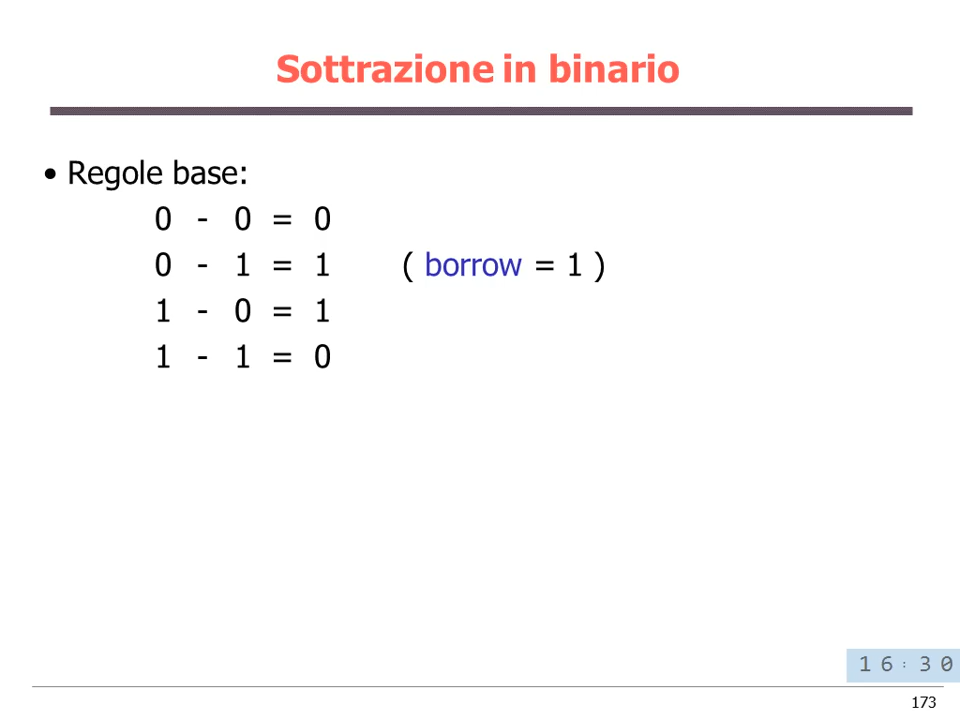 Sottrazione in binario
• Regole base:
0 - 0 = 0
0 - 1 = 1 ( borrow = 1 )
1 - 0 = 1
1 - 1 = 0
16:30
173